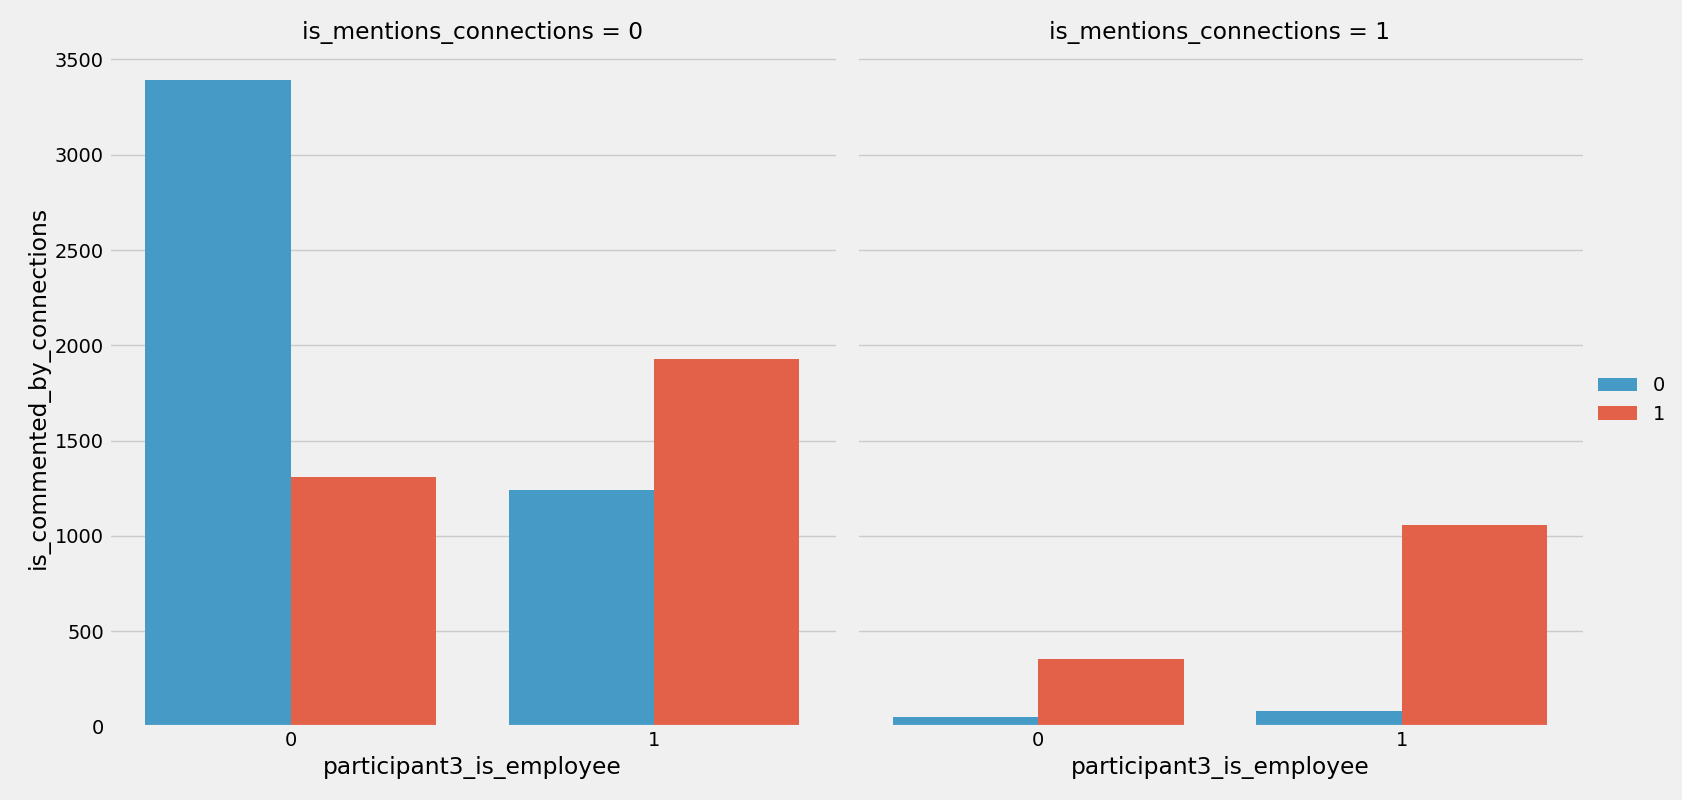 is_mentions_connections = 0
is_mentions_connections = 1
is_commented_by_connections
3500
3000
2500
2000
1500
1000
500
0
0 1
participant3_is_employee
0 1
participant3_is_employee
0
1